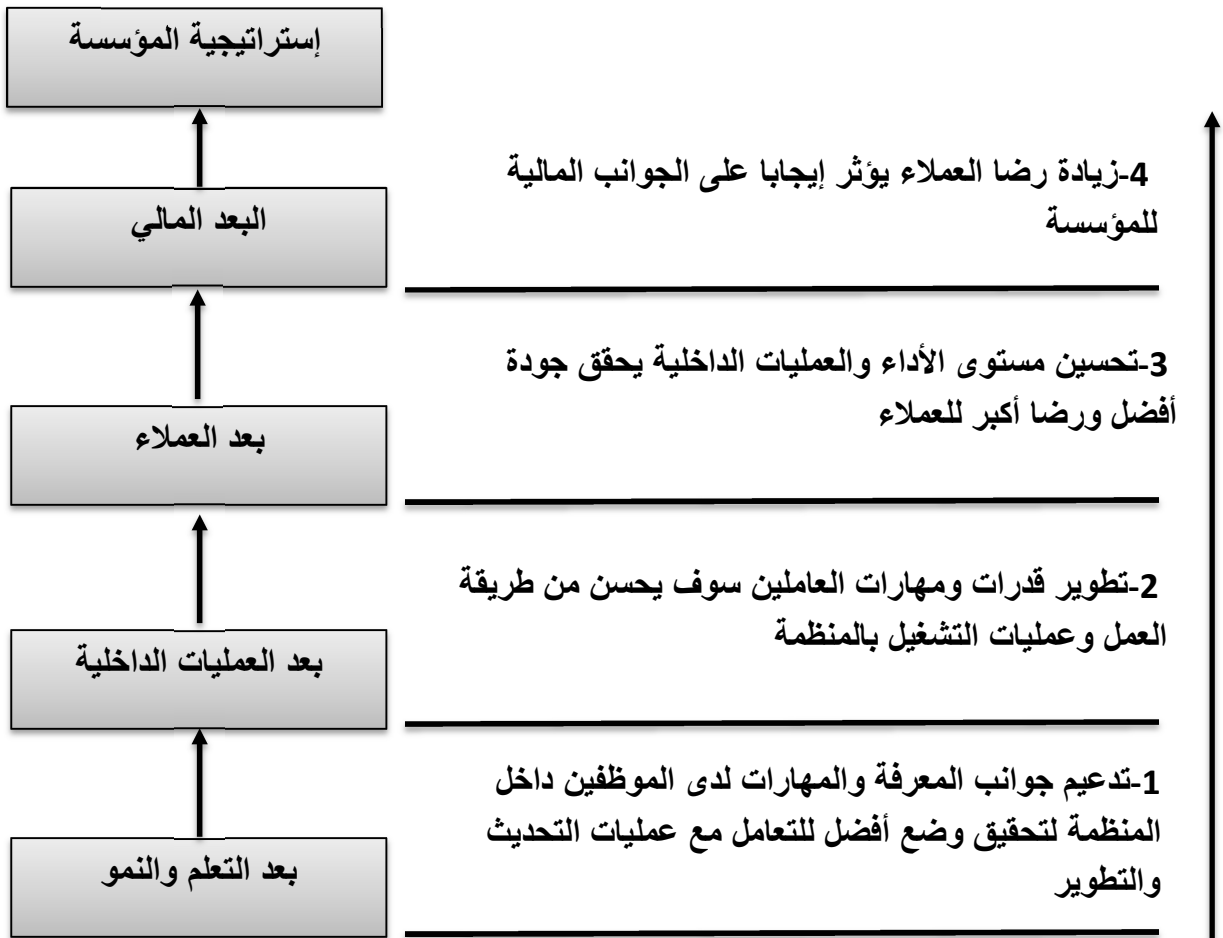 إستراتيجية المؤسسة
4-زيادة رضا العملاء يؤثر إيجابا على الجوانب المالية
للمؤسسة
البعد المالي
3-تحسين مستوى الأداء والعمليات الداخلية يحقق جودة
أفضل ورضا أكبر للعملاء
بعد العملاء
2-تطوير قدرات ومهارات العاملين سوف يحسن من طريقة
العمل وعمليات التشغيل بالمنظمة
بعد العمليات الداخلية
1-تدعيم جوانب المعرفة والمهارات لدى الموظفين داخل
المنظمة لتحقيق وضع أفضل للتعامل مع عمليات التحديث
والتطوير
بعد التعلم والنمو